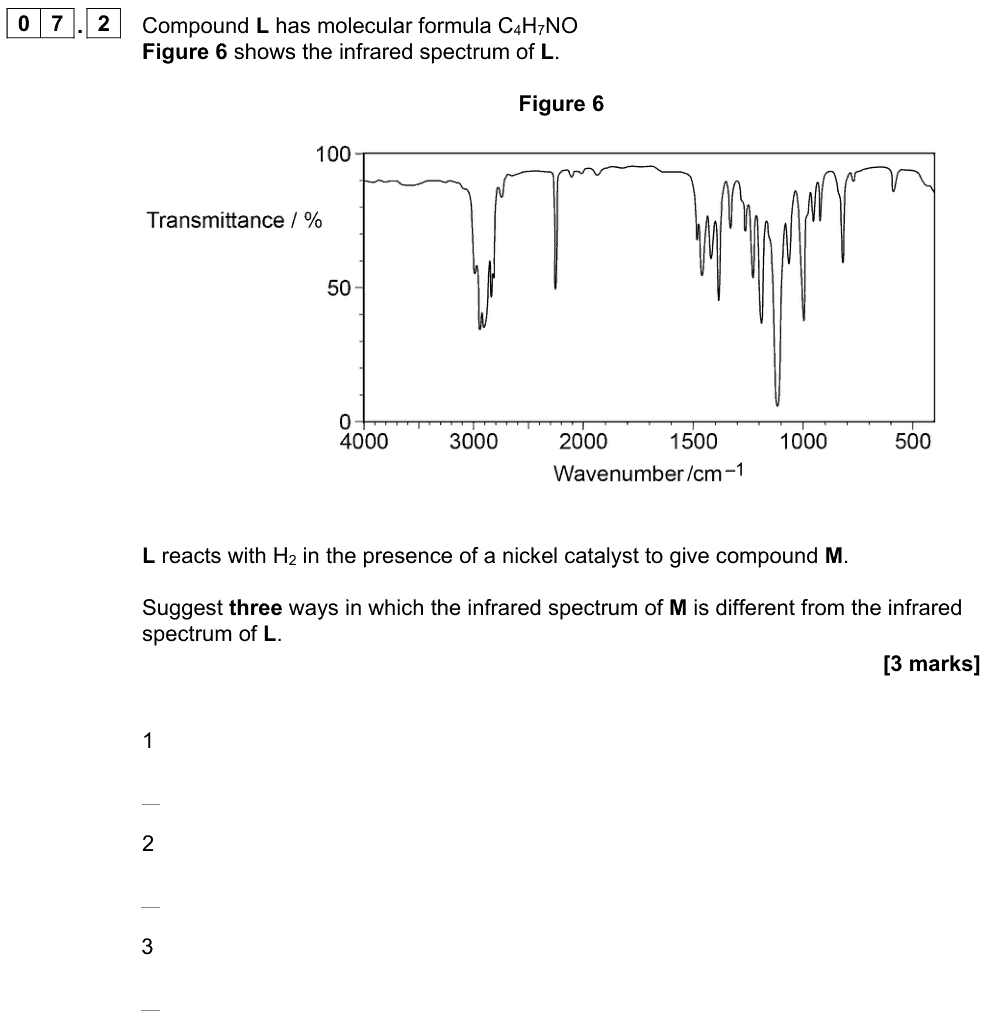 0 7 . 2 Compound L has molecular formula C₄H₇NO
Figure 6 shows the infrared spectrum of L.
Figure 6
100
Transmittance / %
50
0
4000 3000 2000 1500 1000 500
Wavenumber /cm⁻¹
L reacts with H₂ in the presence of a nickel catalyst to give compound M.
Suggest three ways in which the infrared spectrum of M is different from the infrared
spectrum of L.
[3 marks]
1
2
3